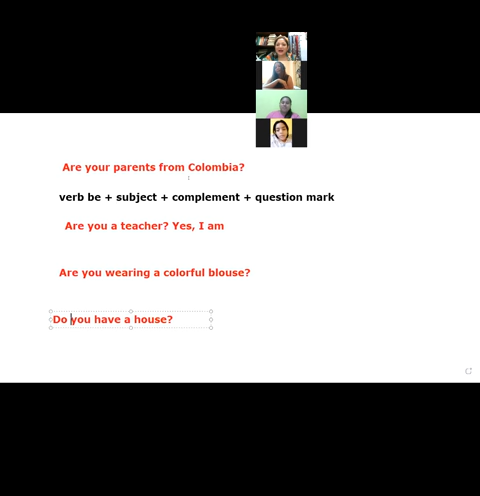 Are your parents from Colombia?
verb be + subject + complement + question mark
Are you a teacher? Yes, I am
Are you wearing a colorful blouse?
Do you have a house?